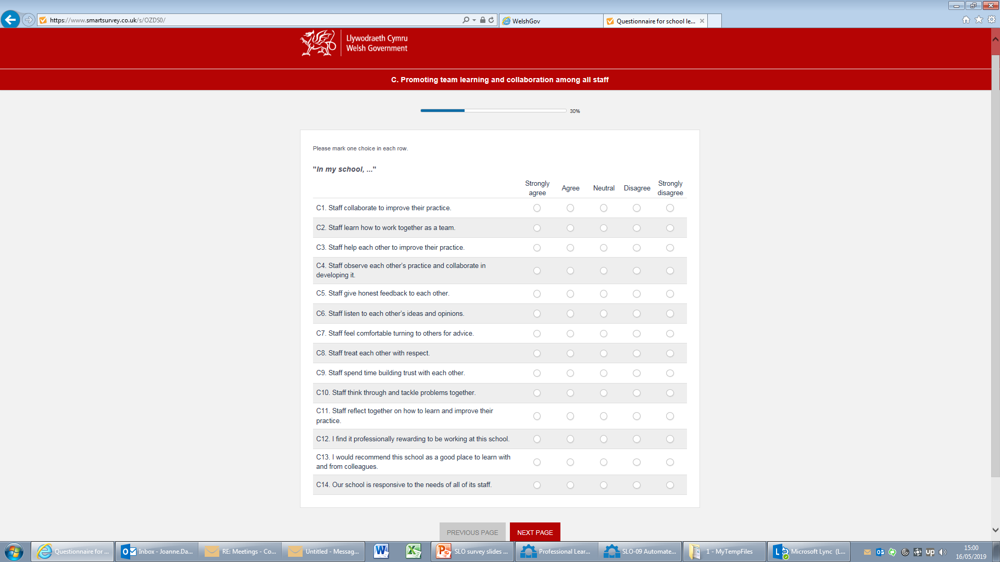 https://www.smartsurvey.co.uk/s/OZDS0/
WelshGov
Questionnaire for school le...
Llywodraeth Cymru
Welsh Government
C. Promoting team learning and collaboration among all staff
30%
Please mark one choice in each row.
"In my school, ..."
Strongly agree Agree Neutral Disagree Strongly disagree
C1. Staff collaborate to improve their practice.
C2. Staff learn how to work together as a team.
C3. Staff help each other to improve their practice.
C4. Staff observe each other's practice and collaborate in
developing it.
C5. Staff give honest feedback to each other.
C6. Staff listen to each other's ideas and opinions.
C7. Staff feel comfortable turning to others for advice.
C8. Staff treat each other with respect.
C9. Staff spend time building trust with each other.
C10. Staff think through and tackle problems together.
C11. Staff reflect together on how to learn and improve their
practice.
C12. I find it professionally rewarding to be working at this school.
C13. I would recommend this school as a good place to learn with
and from colleagues.
C14. Our school is responsive to the needs of all of its staff.
PREVIOUS PAGE NEXT PAGE
Questionnaire for ...
Inbox - Joanne.Da...
RE: Meetings - Co...
Untitled - Messag...
SLO survey slides ...
Professional Lear...
SLO-09 Automate...
1 - MyTempFiles
Microsoft Lync (L...
up
15:00
16/05/2019